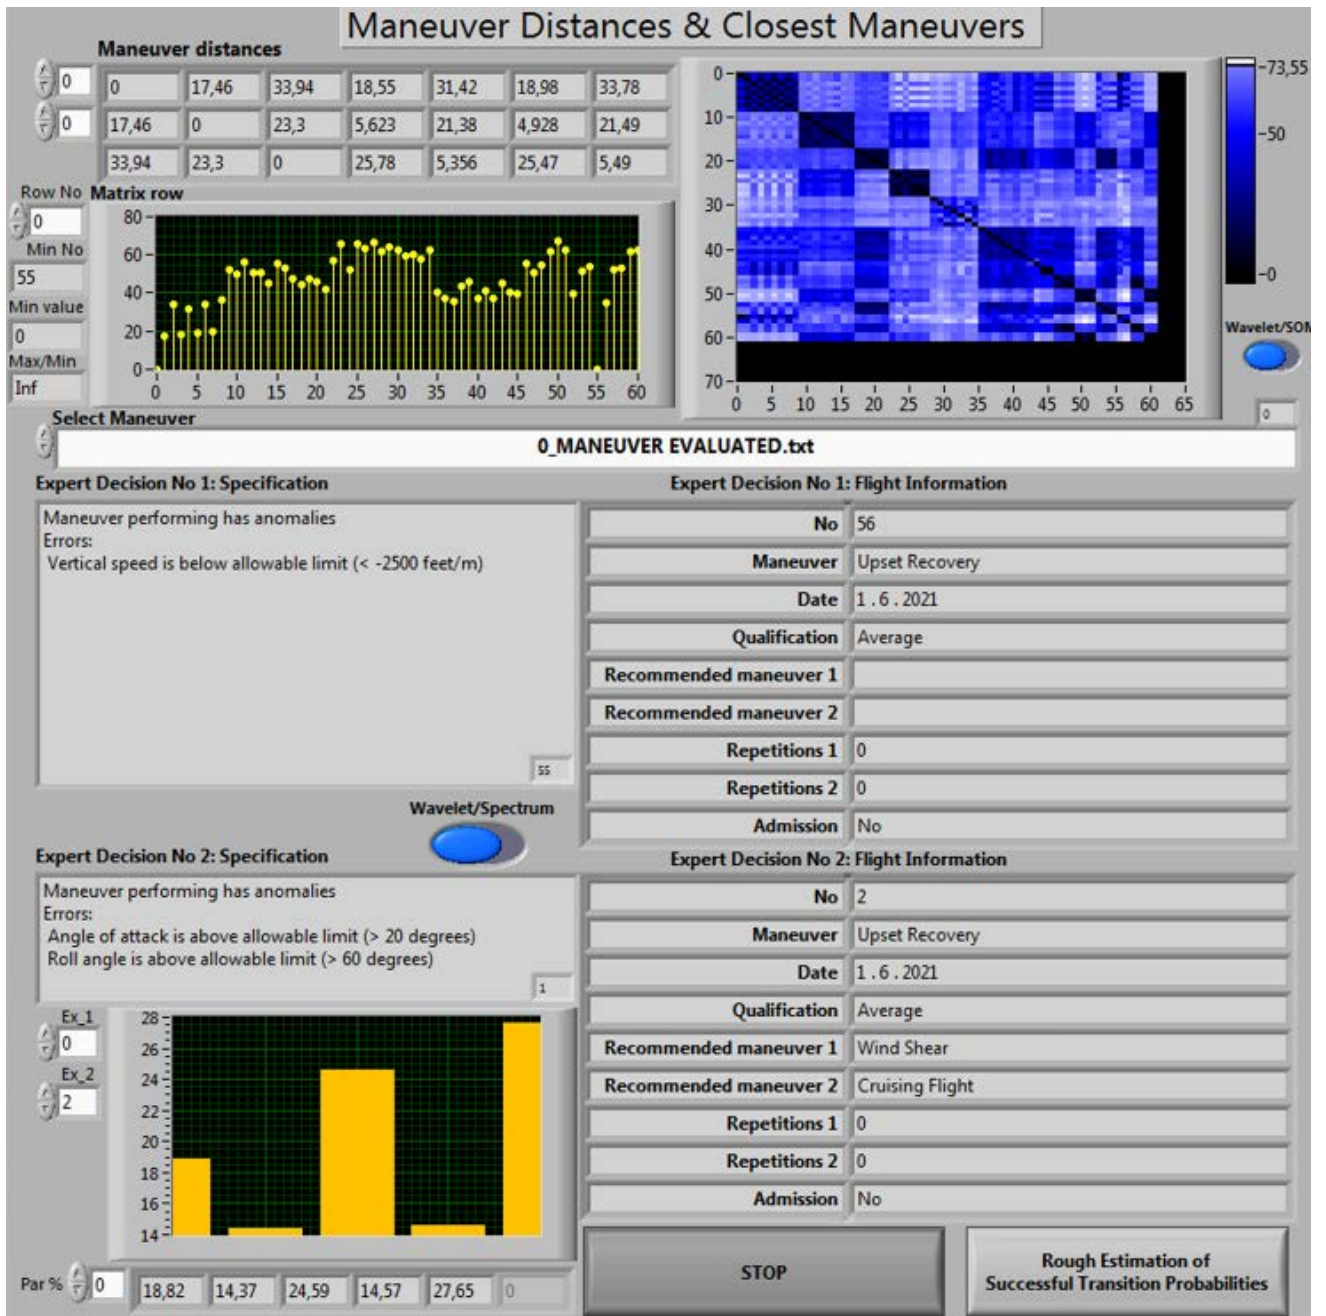 Maneuver Distances & Closest Maneuvers
Maneuver distances
0
0
0 17,46 33,94 18,55 31,42 18,98 33,78
17,46 0 23,3 5,623 21,38 4,928 21,49
33,94 23,3 0 25,78 5,356 25,47 5,49
Row No
0
Min No
55
Min value
0
Max/Min
Inf
Matrix row
80
60
40
20
0
0 5 10 15 20 25 30 35 40 45 50 55 60
0
10
20
30
40
50
60
70
0 5 10 15 20 25 30 35 40 45 50 55 60 65
73,55
50
0
Wavelet/SOM
0
Select Maneuver
0_MANEUVER EVALUATED.txt
Expert Decision No 1: Specification
Maneuver performing has anomalies
Errors:
Vertical speed is below allowable limit (< -2500 feet/m)
55
Expert Decision No 1: Flight Information
No 56
Maneuver Upset Recovery
Date 1 . 6 . 2021
Qualification Average
Recommended maneuver 1
Recommended maneuver 2
Repetitions 1 0
Repetitions 2 0
Admission No
Wavelet/Spectrum
Expert Decision No 2: Specification
Maneuver performing has anomalies
Errors:
Angle of attack is above allowable limit (> 20 degrees)
Roll angle is above allowable limit (> 60 degrees)
1
Expert Decision No 2: Flight Information
No 2
Maneuver Upset Recovery
Date 1 . 6 . 2021
Qualification Average
Recommended maneuver 1 Wind Shear
Recommended maneuver 2 Cruising Flight
Repetitions 1 0
Repetitions 2 0
Admission No
Ex_1
0
Ex_2
2
28
26
24
22
20
18
16
14
Par % 0 18,82 14,37 24,59 14,57 27,65 0
STOP
Rough Estimation of
Successful Transition Probabilities